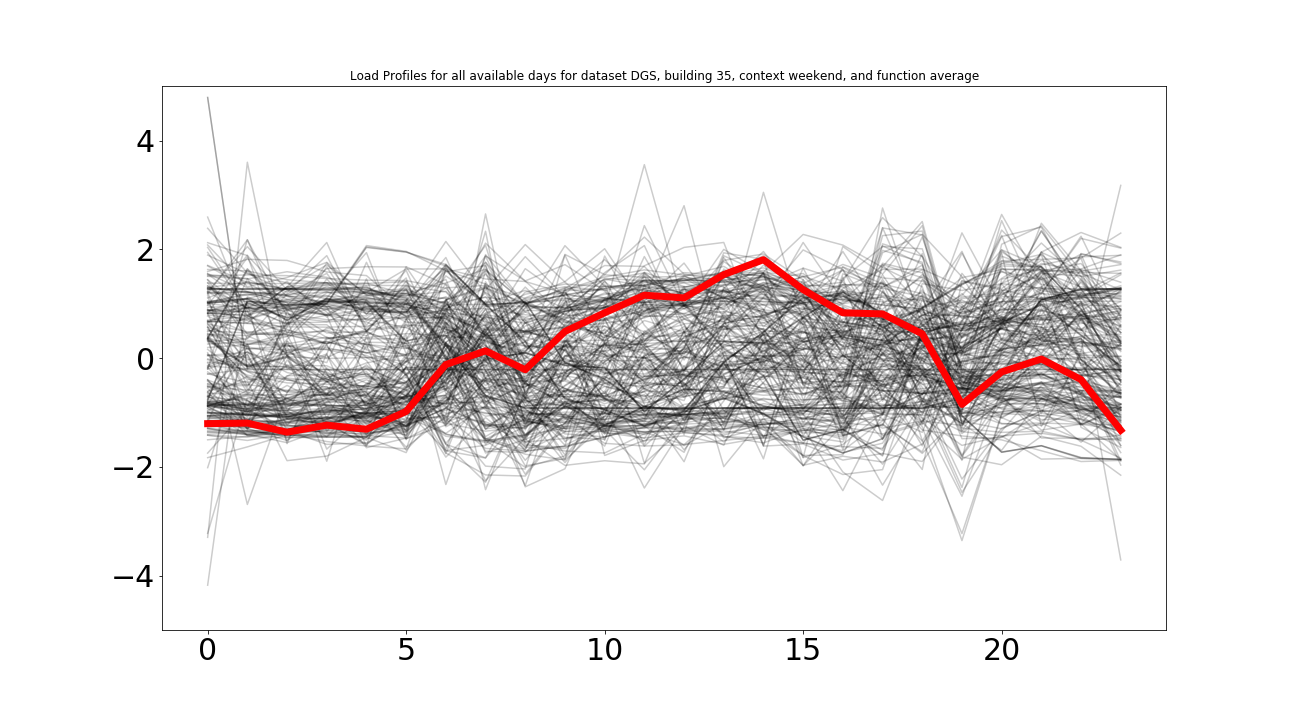 Load Profiles for all available days for dataset DGS, building 35, context weekend, and function average
4
2
0
−2
−4
0 5 10 15 20